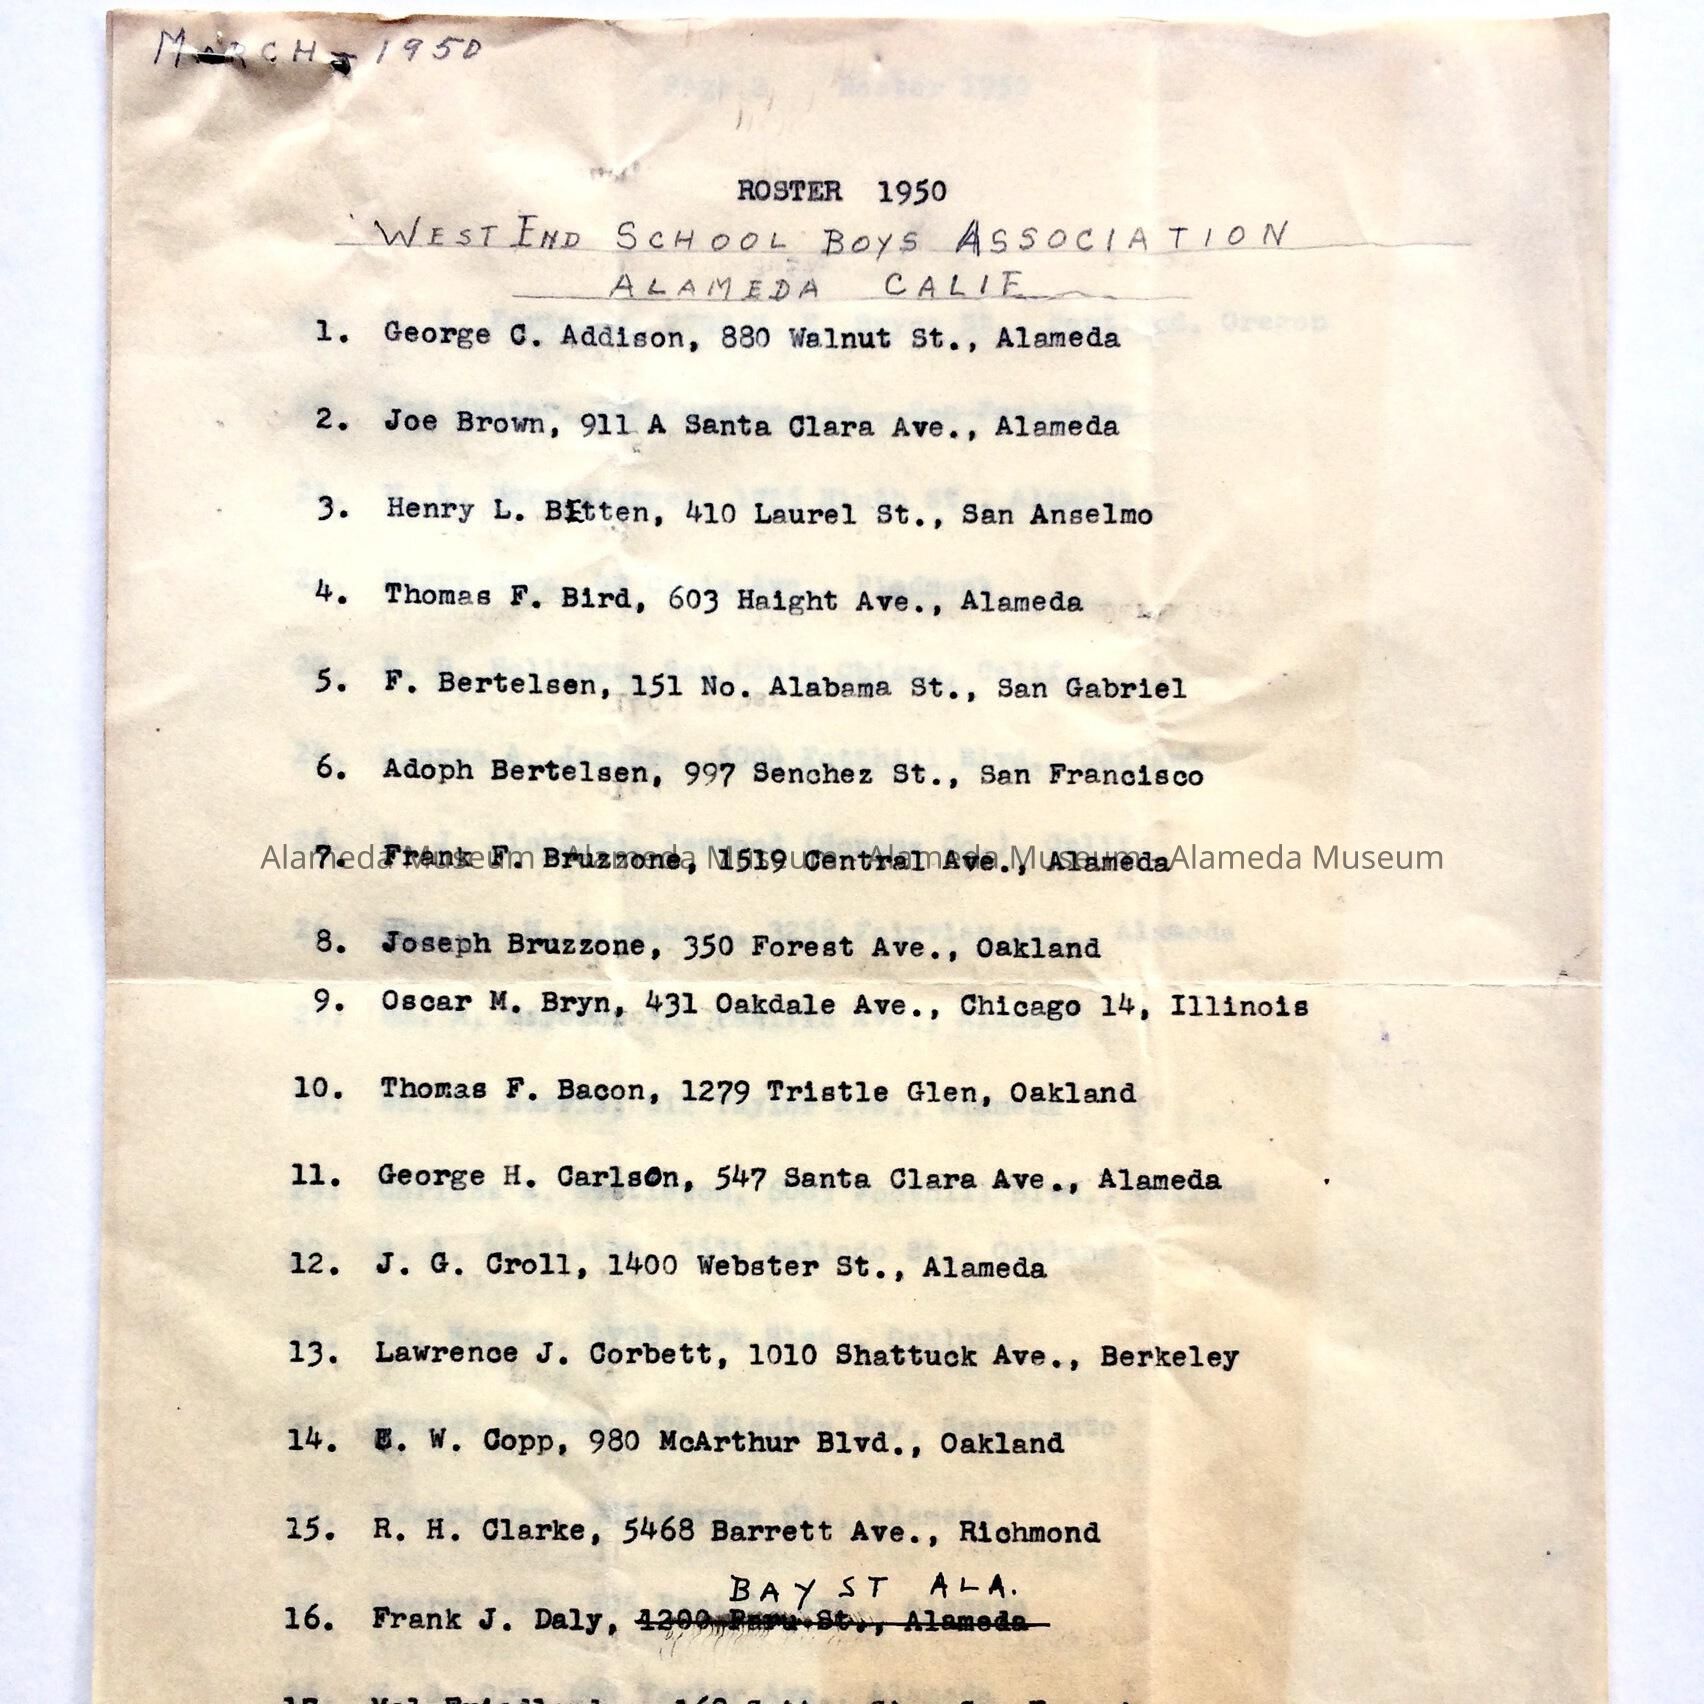 MARCH, 1950
ROSTER 1950
WEST END SCHOOL BOYS ASSOCIATION
ALAMEDA CALIF
1. George C. Addison, 880 Walnut St., Alameda
2. Joe Brown, 911 A Santa Clara Ave., Alameda
3. Henry L. BEtten, 410 Laurel St., San Anselmo
4. Thomas F. Bird, 603 Haight Ave., Alameda
5. F. Bertelsen, 151 No. Alabama St., San Gabriel
6. Adoph Bertelsen, 997 Senchez St., San Francisco
7. Frank F. Bruzzone, 1519 Central Ave., Alameda
Alameda Museum Alameda Museum Alameda Museum Alameda Museum
8. Joseph Bruzzone, 350 Forest Ave., Oakland
9. Oscar M. Bryn, 431 Oakdale Ave., Chicago 14, Illinois
10. Thomas F. Bacon, 1279 Tristle Glen, Oakland
11. George H. Carlson, 547 Santa Clara Ave., Alameda
12. J. G. Croll, 1400 Webster St., Alameda
13. Lawrence J. Corbett, 1010 Shattuck Ave., Berkeley
14. E. W. Copp, 980 McArthur Blvd., Oakland
15. R. H. Clarke, 5468 Barrett Ave., Richmond
BAY ST ALA.
16. Frank J. Daly, 1200 Paru St., Alameda